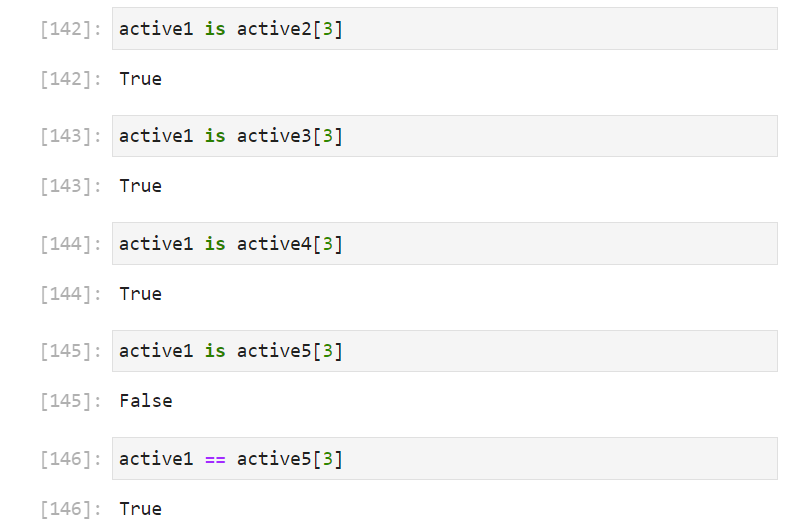 [142]: active1 is active2[3]
[142]: True
[143]: active1 is active3[3]
[143]: True
[144]: active1 is active4[3]
[144]: True
[145]: active1 is active5[3]
[145]: False
[146]: active1 == active5[3]
[146]: True